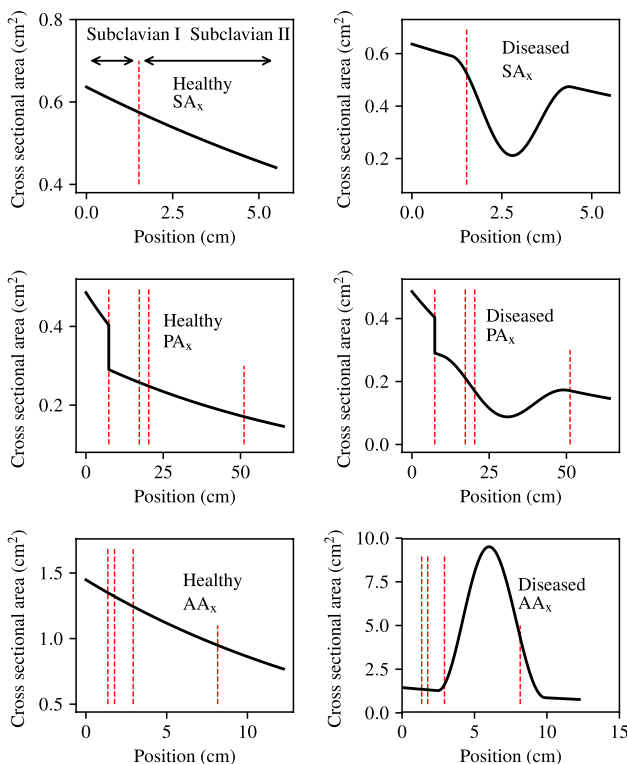 Cross sectional area (cm²)
0.8
0.6
0.4
Subclavian I Subclavian II
Healthy
SAₓ
0.0 2.5 5.0
Position (cm)
Cross sectional area (cm²)
0.6
0.4
0.2
Diseased
SAₓ
0.0 2.5 5.0
Position (cm)
Cross sectional area (cm²)
0.4
0.2
Healthy
PAₓ
0 25 50
Position (cm)
Cross sectional area (cm²)
0.4
0.2
0.0
Diseased
PAₓ
0 25 50
Position (cm)
Cross sectional area (cm²)
1.5
1.0
0.5
Healthy
AAₓ
0 5 10
Position (cm)
Cross sectional area (cm²)
10.0
7.5
5.0
2.5
0.0
Diseased
AAₓ
0 5 10 15
Position (cm)